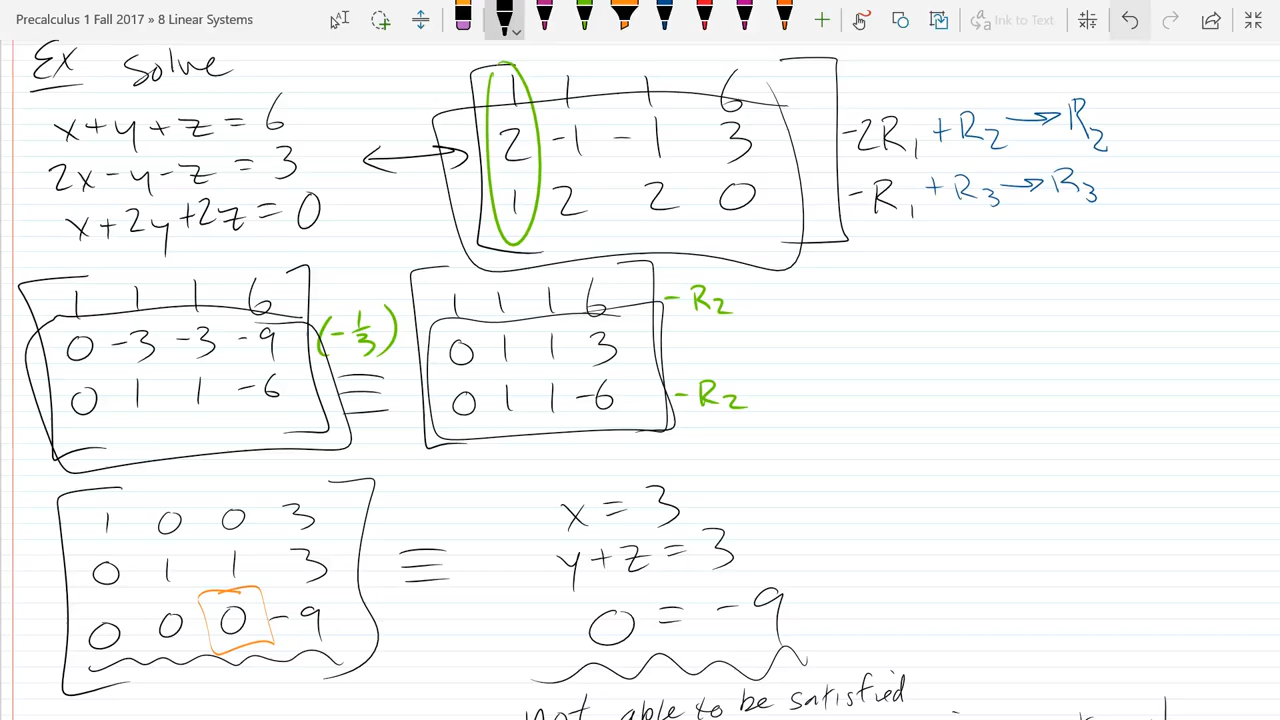 Precalculus 1 Fall 2017 » 8 Linear Systems
Ink to Text
Ex Solve
x+y+z=6
2x-y-z=3
x+2y+2z=0
1 1 1 6
2 -1 -1 3 -2R₁ +R₂ → R₂
1 2 2 0 -R₁ +R₃ → R₃
1 1 1 6
0 -3 -3 -9 (-1/3)
0 1 1 -6
≡
1 1 1 6 -R₂
0 1 1 3
0 1 1 -6 -R₂
1 0 0 3
0 1 1 3
0 0 0 -9
≡
x = 3
y+z=3
0 = -9
not able to be satisfied